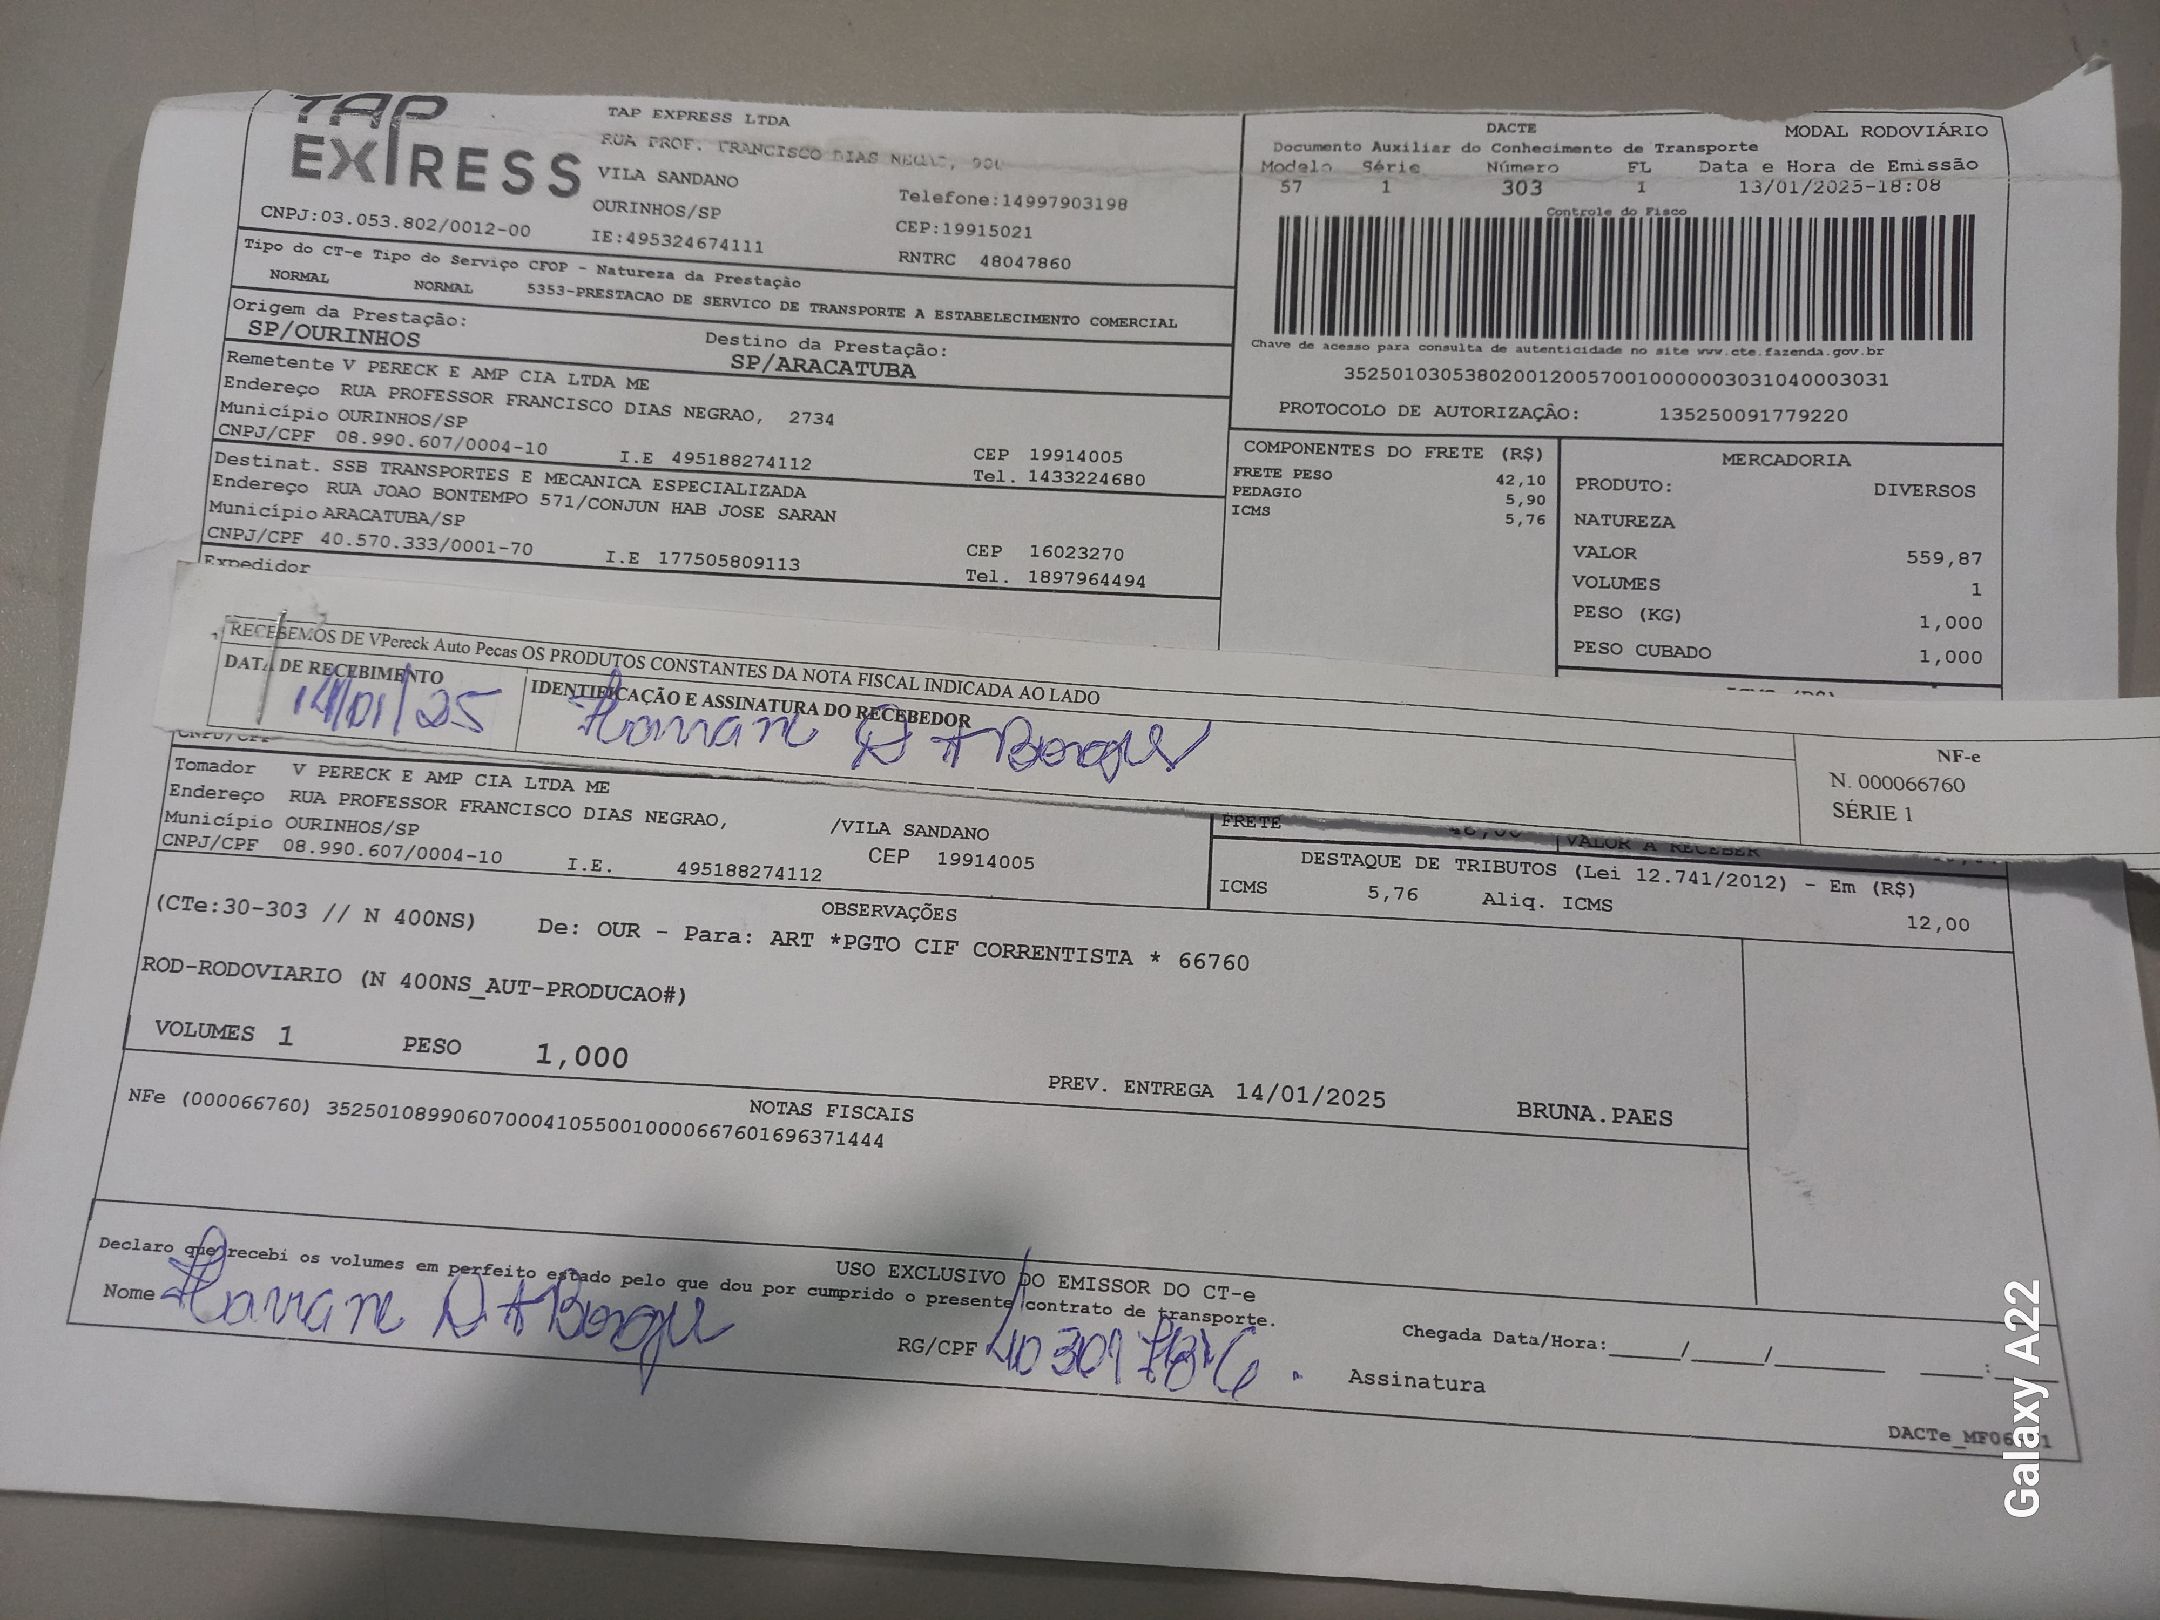 TAP
EXPRESS
CNPJ:03.053.802/0012-00
TAP EXPRESS LTDA
RUA PROF. FRANCISCO DIAS
VILA SANDANO
OURINHOS/SP
IE:495324674111
Telefone:14997903198
CEP:19915021
RNTRC 48047860
DACTE MODAL RODOVIÁRIO
Documento Auxiliar do Conhecimento de Transporte
Modelo Série Número FL Data e Hora de Emissão
57 1 303 1 13/01/2025-18:08
Controle do Fisco
Chave de acesso para consulta de autenticidade no site www.cte.fazenda.gov.br
35250103053802001200570010000003031040003031
PROTOCOLO DE AUTORIZAÇÃO: 135250091779220
Tipo do CT-e Tipo do Serviço CFOP - Natureza da Prestação
NORMAL NORMAL 5353-PRESTACAO DE SERVICO DE TRANSPORTE A ESTABELECIMENTO COMERCIAL
Origem da Prestação: Destino da Prestação:
SP/OURINHOS SP/ARACATUBA
Remetente V PERECK E AMP CIA LTDA ME
Endereço RUA PROFESSOR FRANCISCO DIAS NEGRAO, 2734
Município OURINHOS/SP CEP 19914005
CNPJ/CPF 08.990.607/0004-10 I.E 495188274112 Tel. 1433224680
Destinat. SSB TRANSPORTES E MECANICA ESPECIALIZADA
Endereço RUA JOAO BONTEMPO 571/CONJUN HAB JOSE SARAN
Município ARACATUBA/SP CEP 16023270
CNPJ/CPF 40.570.333/0001-70 I.E 177505809113 Tel. 1897964494
Expedidor
COMPONENTES DO FRETE (R$)
FRETE PESO 42,10
PEDAGIO 5,90
ICMS 5,76
MERCADORIA
PRODUTO: DIVERSOS
NATUREZA
VALOR 559,87
VOLUMES 1
PESO (KG) 1,000
PESO CUBADO 1,000
RECEBEMOS DE VPereck Auto Pecas OS PRODUTOS CONSTANTES DA NOTA FISCAL INDICADA AO LADO
DATA DE RECEBIMENTO IDENTIFICAÇÃO E ASSINATURA DO RECEBEDOR
14/01/25 D A Borges
NF-e
N. 000066760
SÉRIE 1
CNPJ/CPF
Tomador V PERECK E AMP CIA LTDA ME
Endereço RUA PROFESSOR FRANCISCO DIAS NEGRAO, /VILA SANDANO
Município OURINHOS/SP CEP 19914005
CNPJ/CPF 08.990.607/0004-10 I.E. 495188274112
FRETE VALOR A RECEBER
DESTAQUE DE TRIBUTOS (Lei 12.741/2012) - Em (R$)
ICMS 5,76 Aliq. ICMS 12,00
OBSERVAÇÕES
(CTe:30-303 // N 400NS) De: OUR - Para: ART *PGTO CIF CORRENTISTA * 66760
ROD-RODOVIARIO (N 400NS_AUT-PRODUCAO#)
VOLUMES 1 PESO 1,000 PREV. ENTREGA 14/01/2025 BRUNA.PAES
NOTAS FISCAIS
NFe (000066760) 35250108990607000410550010000667601696371444
USO EXCLUSIVO DO EMISSOR DO CT-e
Declaro que recebi os volumes em perfeito estado pelo que dou por cumprido o presente contrato de transporte.
Nome D A Borges RG/CPF Assinatura
Chegada Data/Hora:____/____/______ ____:____
Galaxy A22